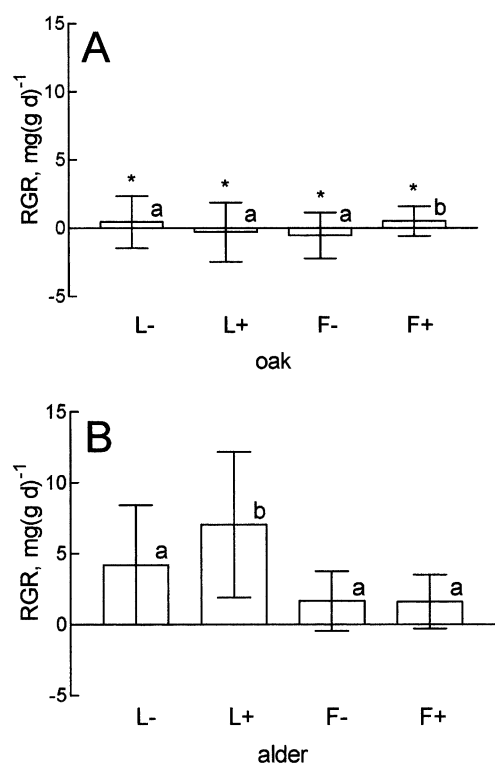 A
15
10
5
0
-5
RGR, mg(g d)⁻¹
* * * *
a a a b
L- L+ F- F+
oak
B
15
10
5
0
-5
RGR, mg(g d)⁻¹
a b a a
L- L+ F- F+
alder